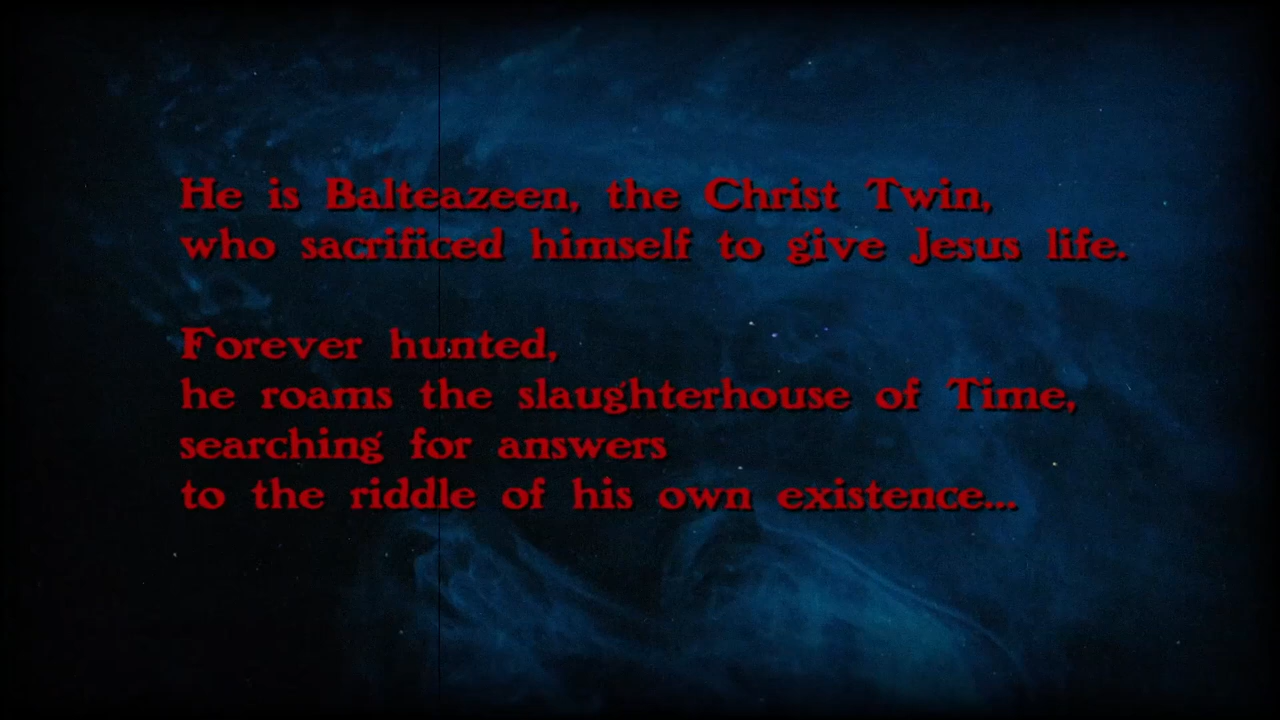 He is Balteazeen, the Christ Twin,
who sacrificed himself to give Jesus life.
Forever hunted,
he roams the slaughterhouse of Time,
searching for answers
to the riddle of his own existence...